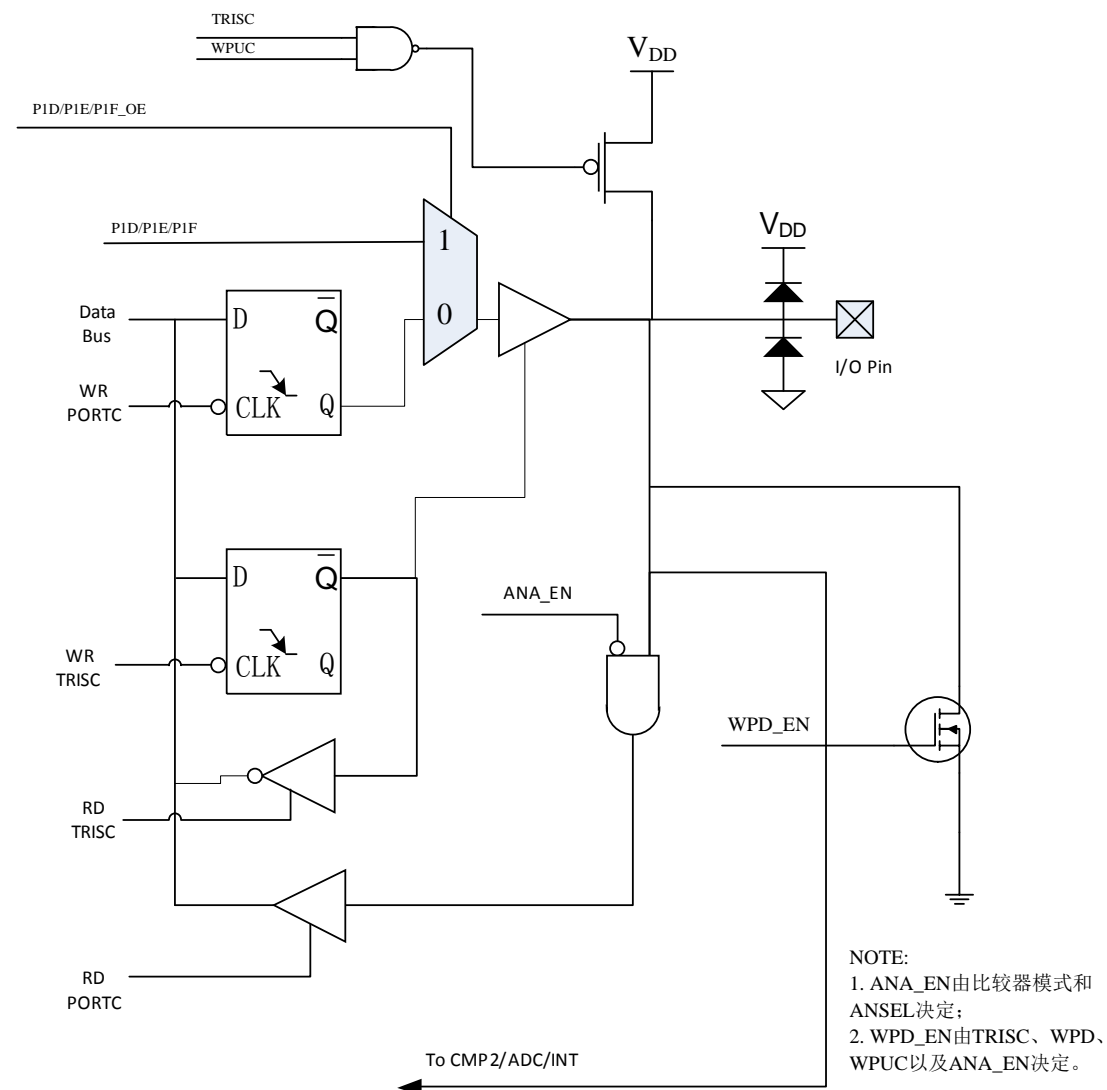 TRISC
WPUC
V_DD
P1D/P1E/P1F_OE
P1D/P1E/P1F
1
0
V_DD
I/O Pin
Data
Bus
D
Q̅
WR
PORTC
CLK
Q
D
Q̅
ANA_EN
WR
TRISC
CLK
Q
WPD_EN
RD
TRISC
RD
PORTC
To CMP2/ADC/INT
NOTE:
1. ANA_EN由比较器模式和
ANSEL决定；
2. WPD_EN由TRISC、WPD、
WPUC以及ANA_EN决定。